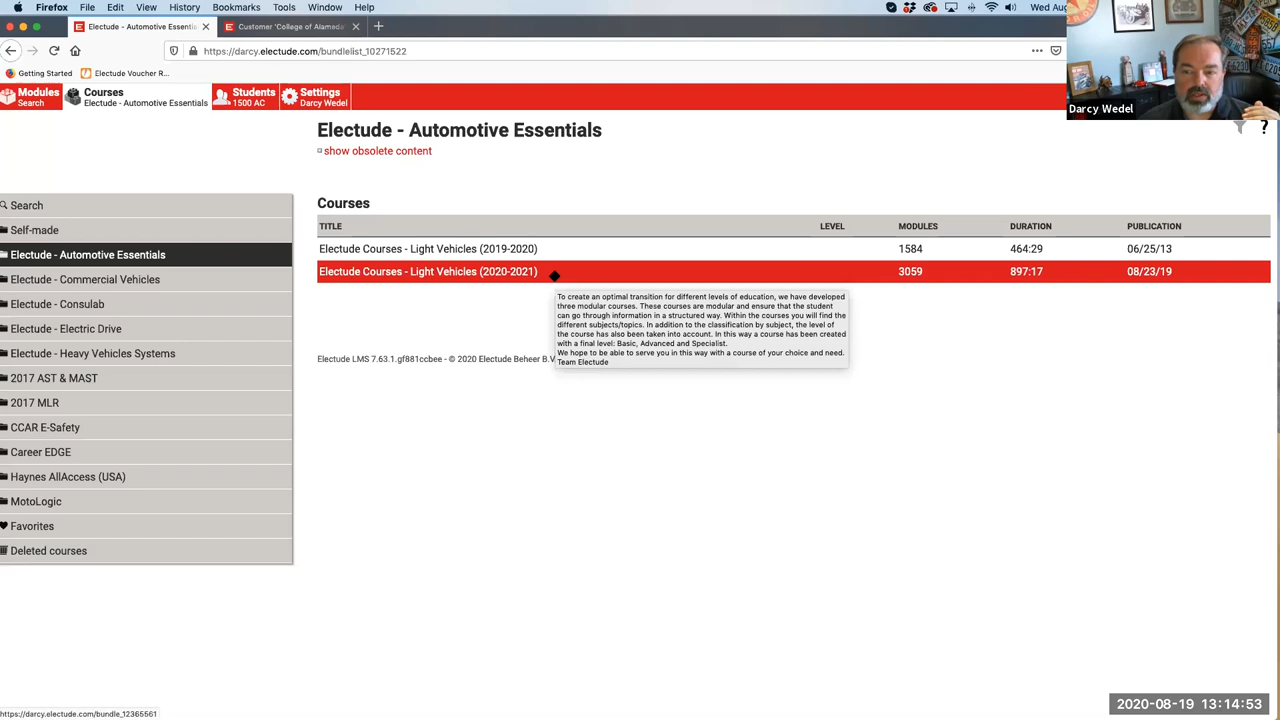 Firefox File Edit View History Bookmarks Tools Window Help Wed Aug
Electude - Automotive Essentia Customer 'College of Alameda'
https://darcy.electude.com/bundlelist_10271522
Getting Started Electude Voucher R...
Modules Courses Students Settings
Search Electude - Automotive Essentials 1500 AC Darcy Wedel
Darcy Wedel
Electude - Automotive Essentials
?
show obsolete content
Search
Self-made
Electude - Automotive Essentials
Electude - Commercial Vehicles
Electude - Consulab
Electude - Electric Drive
Electude - Heavy Vehicles Systems
2017 AST & MAST
2017 MLR
CCAR E-Safety
Career EDGE
Haynes AllAccess (USA)
MotoLogic
Favorites
Deleted courses
Courses
TITLE LEVEL MODULES DURATION PUBLICATION
Electude Courses - Light Vehicles (2019-2020) 1584 464:29 06/25/13
Electude Courses - Light Vehicles (2020-2021) 3059 897:17 08/23/19
To create an optimal transition for different levels of education, we have developed
three modular courses. These courses are modular and ensure that the student
can go through information in a structured way. Within the courses you will find the
different subjects/topics. In addition to the classification by subject, the level of
the course has also been taken into account. In this way a course has been created
with a final level: Basic, Advanced and Specialist.
We hope to be able to serve you in this way with a course of your choice and need.
Team Electude
Electude LMS 7.63.1.gf881ccbee - © 2020 Electude Beheer B.V
https://darcy.electude.com/bundle_12365561
2020-08-19 13:14:53